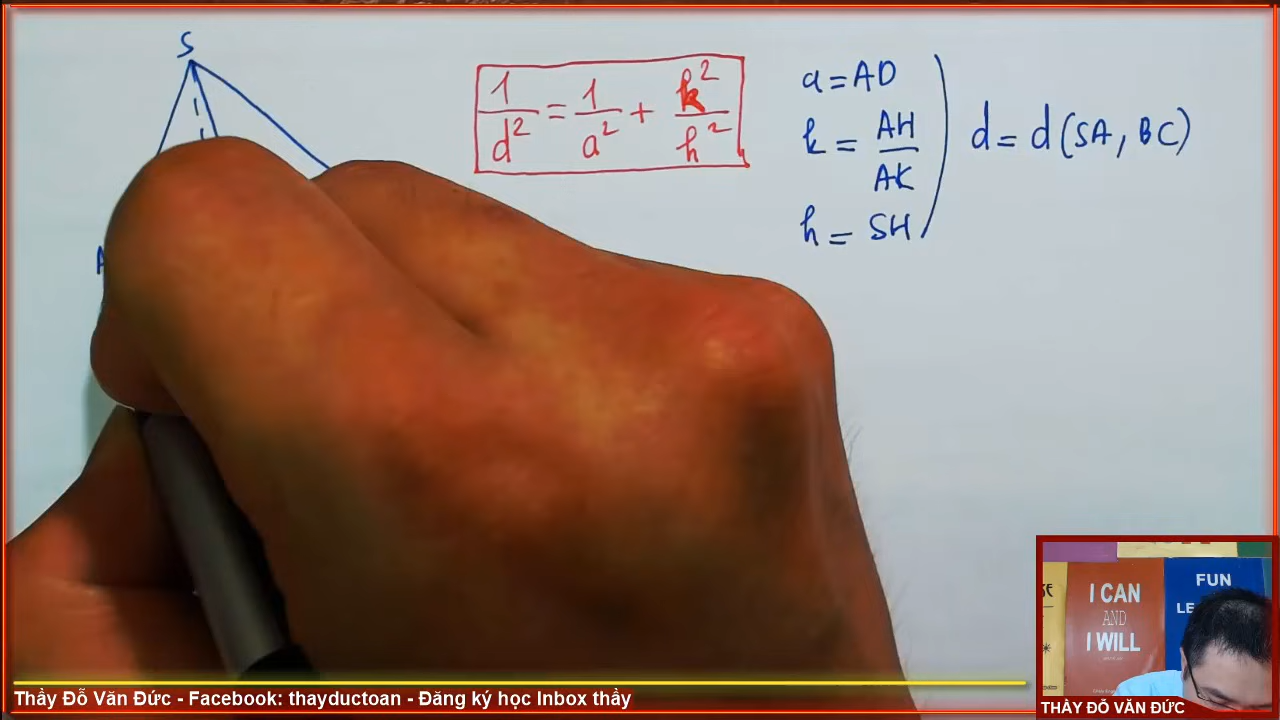 S
A
1/d² = 1/a² + k²/h²
a = AD
k = AH/AK
h = SH
d = d(SA, BC)
I CAN
AND
I WILL
FUN
LE
Thầy Đỗ Văn Đức - Facebook: thayductoan - Đăng ký học Inbox thầy
THẦY ĐỖ VĂN ĐỨC